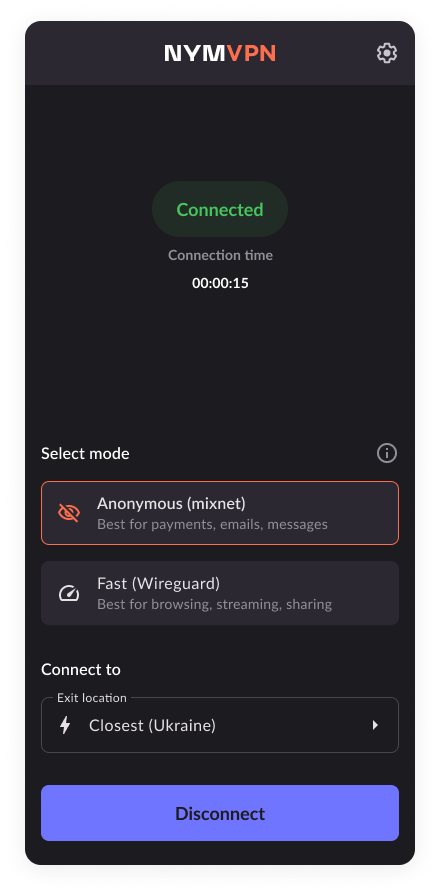 NYMVPN
Connected
Connection time
00:00:15
Select mode
Anonymous (mixnet)
Best for payments, emails, messages
Fast (Wireguard)
Best for browsing, streaming, sharing
Connect to
Exit location
Closest (Ukraine)
Disconnect